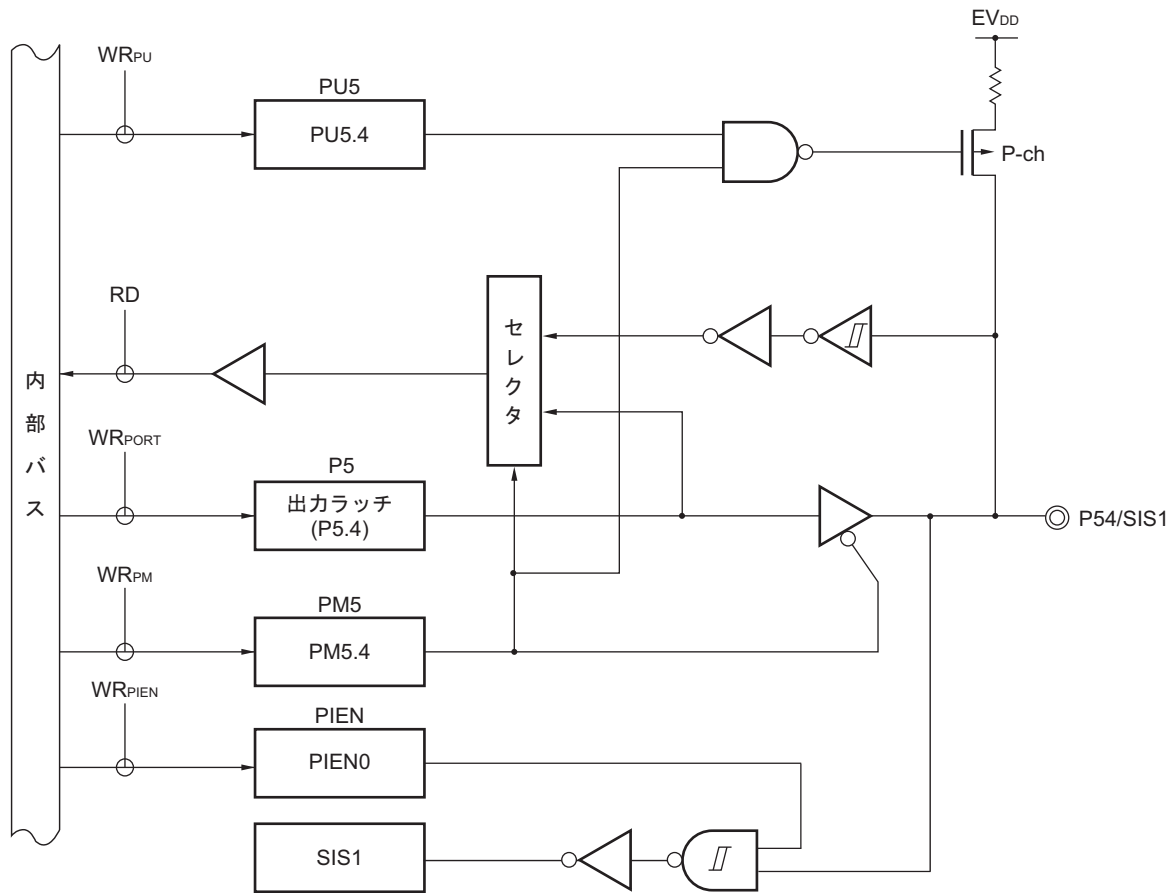 EVDD
WRPU
PU5
PU5.4
P-ch
RD
セレクタ
内部バス
WRPORT
P5
出力ラッチ
(P5.4)
P54/SIS1
WRPM
PM5
PM5.4
WRPIEN
PIEN
PIEN0
SIS1